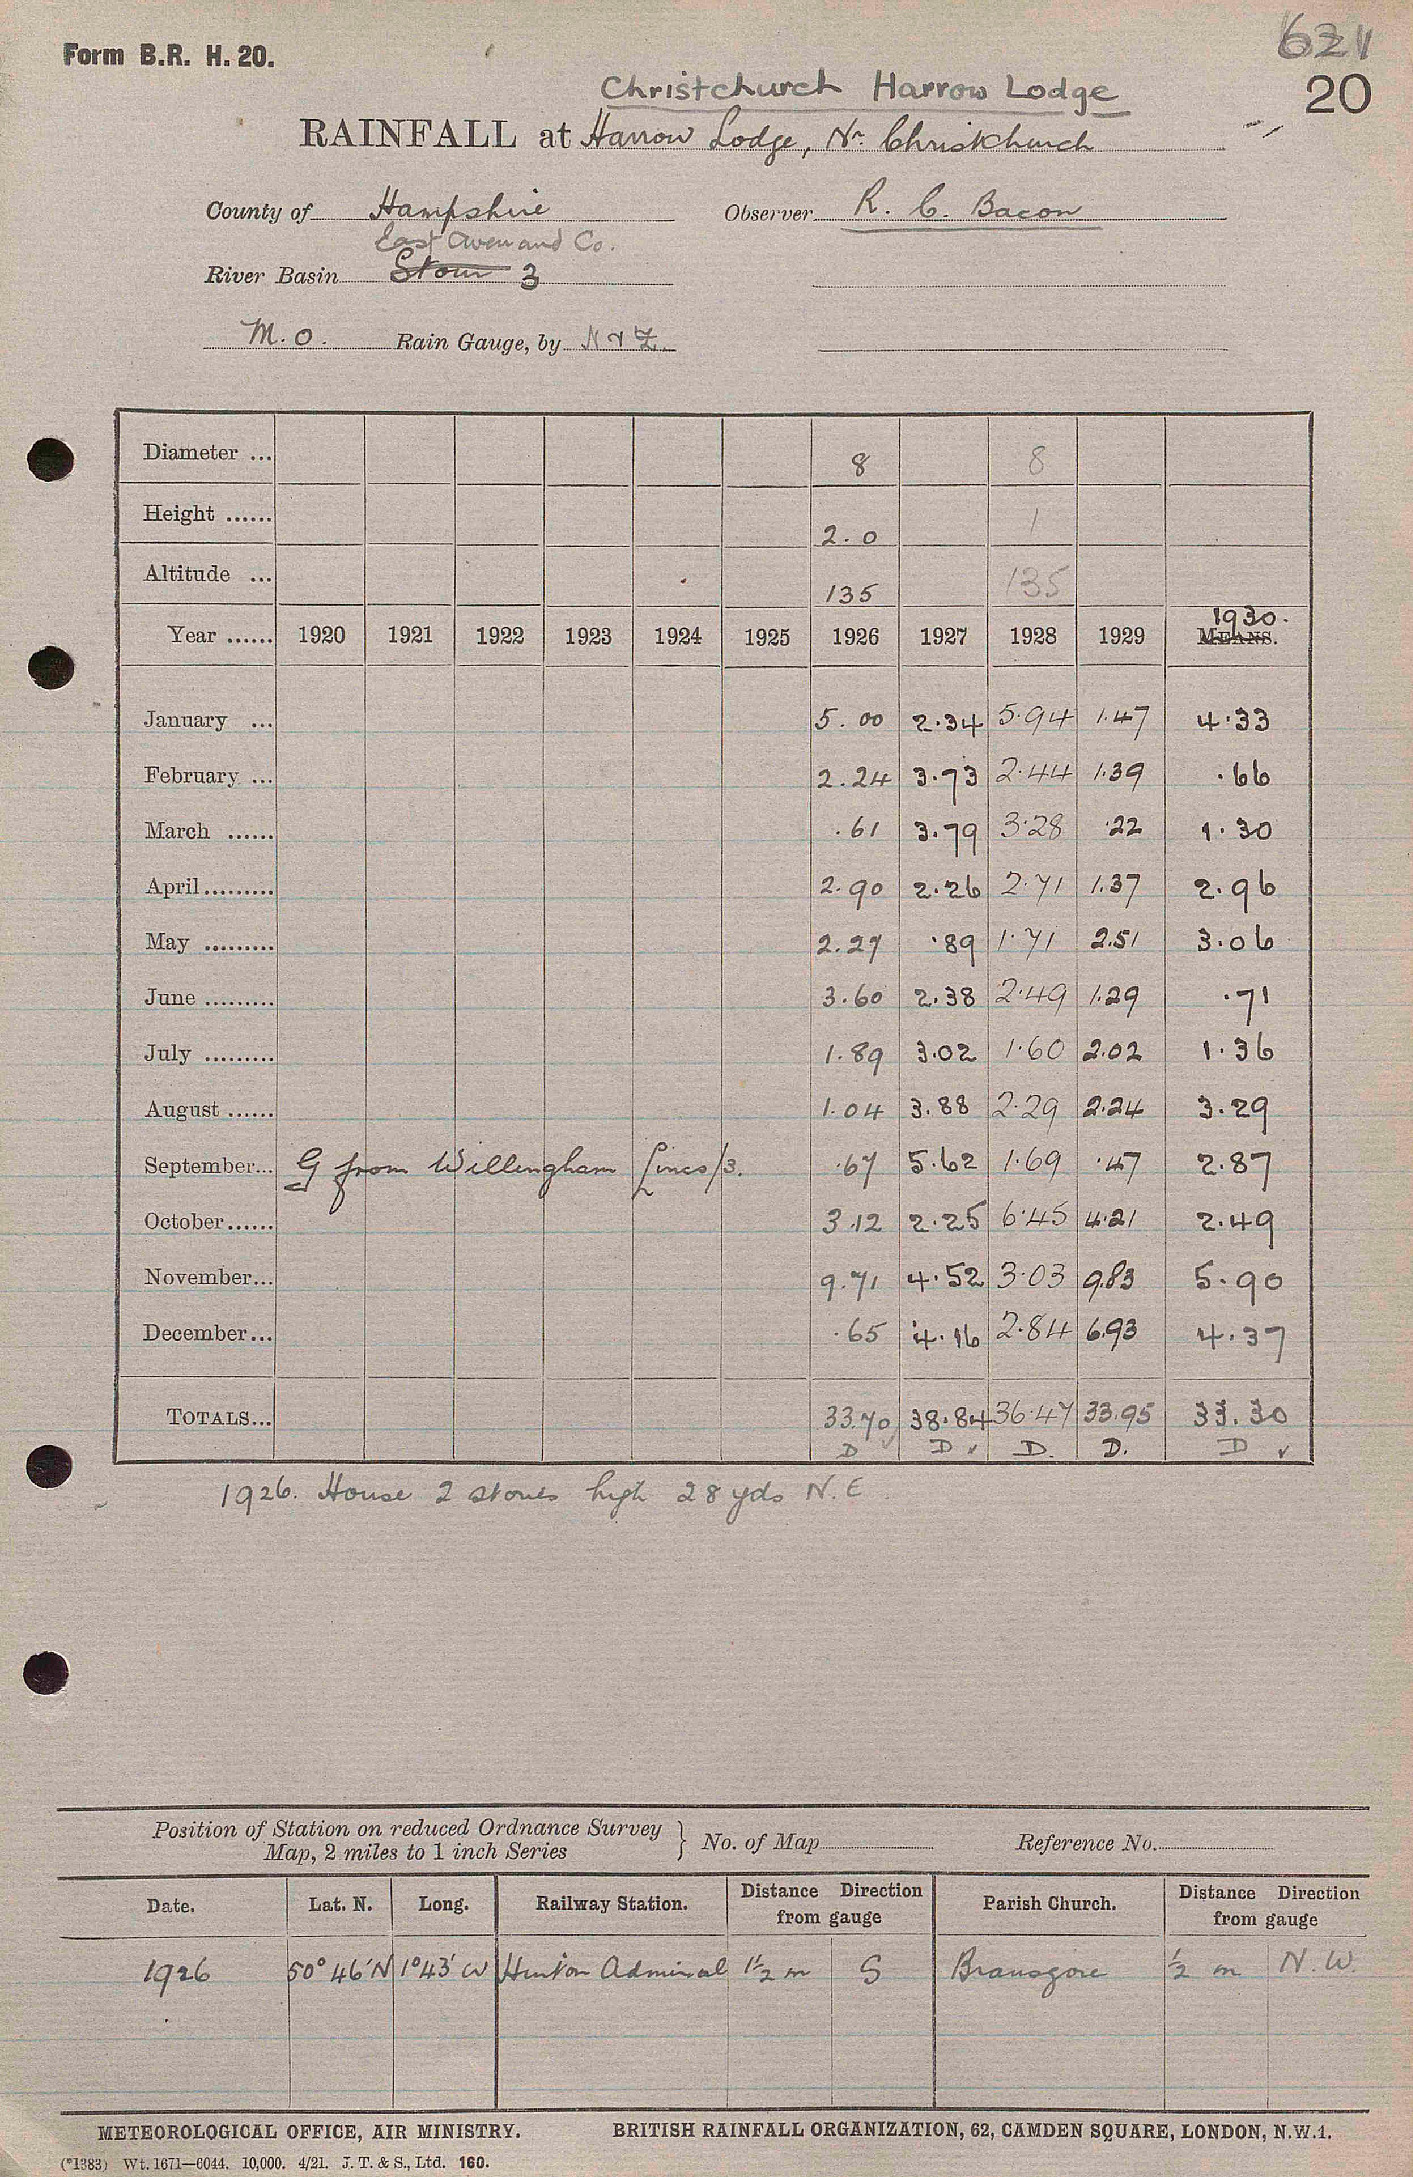 Form B.R. H. 20.
621
20
Christchurch Harrow Lodge
RAINFALL at Harrow Lodge, Nr. Christchurch
County of Hampshire Observer R. C. Bacon
East Avon and Co.
River Basin Stour 3
M.O. Rain Gauge, by N & Z.
Diameter ... 8 8
Height ...... 2.0 1
Altitude ... 135 135
1930.
Year ...... 1920 1921 1922 1923 1924 1925 1926 1927 1928 1929 MEANS.
January ... 5.00 2.34 5.94 1.47 4.33
February ... 2.24 3.73 2.44 1.39 .66
March ...... .61 3.79 3.28 .22 1.30
April ......... 2.90 2.26 2.71 1.37 2.96
May ......... 2.27 .89 1.71 2.51 3.06
June ......... 3.60 2.38 2.49 1.29 .71
July ......... 1.89 3.02 1.60 2.02 1.36
August ...... 1.04 3.88 2.29 2.24 3.29
September... G from Willingham Lincs/3. .67 5.62 1.69 .47 2.87
October...... 3.12 2.25 6.45 4.21 2.49
November... 9.71 4.52 3.03 9.83 5.90
December... .65 4.16 2.84 6.93 4.37
TOTALS... 33.70 38.84 36.47 33.95 33.30
D D ✓ D. D. D ✓
1926. House 2 stories high 28 yds N.E.
Position of Station on reduced Ordnance Survey
Map, 2 miles to 1 inch Series } No. of Map Reference No.
Date. Lat. N. Long. Railway Station. Distance Direction from gauge Parish Church. Distance Direction from gauge
1926 50° 46' N 1° 43' W Hinton Admiral 1½ m S Bransgore ½ m N.W.
METEOROLOGICAL OFFICE, AIR MINISTRY. BRITISH RAINFALL ORGANIZATION, 62, CAMDEN SQUARE, LONDON, N.W.1.
(*1383) Wt. 1671—6044. 10,000. 4/21. J. T. & S., Ltd. 160.